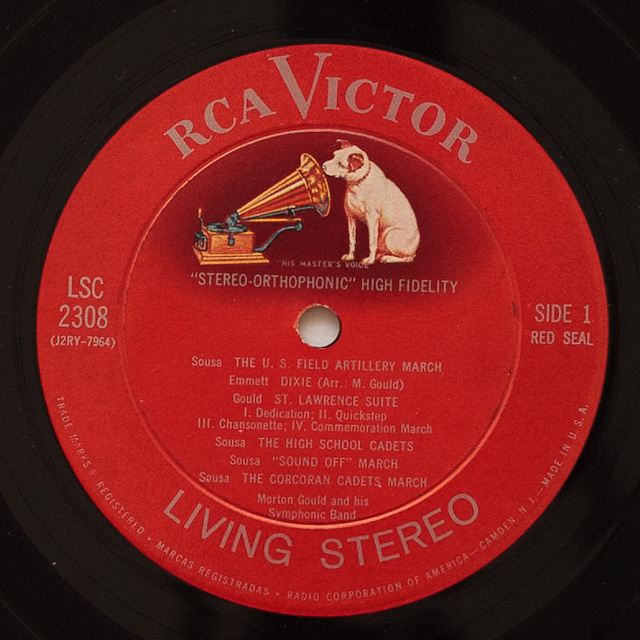 RCA VICTOR
"HIS MASTER'S VOICE"
"STEREO-ORTHOPHONIC" HIGH FIDELITY
LSC
2308
(J2RY-7964)
SIDE 1
RED SEAL
Sousa THE U. S. FIELD ARTILLERY MARCH
Emmett DIXIE (Arr.: M. Gould)
Gould ST. LAWRENCE SUITE
I. Dedication; II. Quickstep
III. Chansonette; IV. Commemoration March
Sousa THE HIGH SCHOOL CADETS
Sousa "SOUND OFF" MARCH
Sousa THE CORCORAN CADETS MARCH
Morton Gould and his
Symphonic Band
LIVING STEREO
TRADE MARKS ® REGISTERED • MARCAS REGISTRADAS • RADIO CORPORATION OF AMERICA—CAMDEN, N. J.—MADE IN U. S. A.